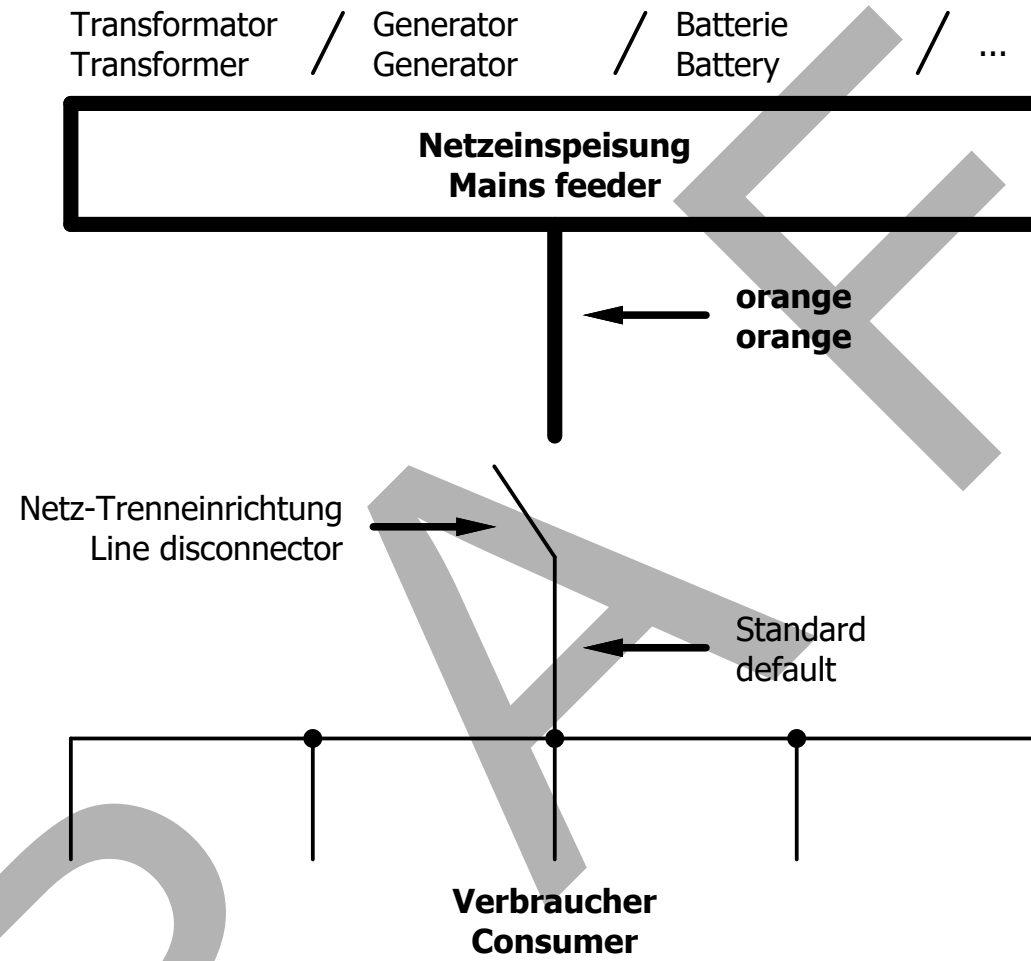 Transformator / Generator / Batterie / ...
Transformer Generator Battery
Netzeinspeisung
Mains feeder
orange
orange
Netz-Trenneinrichtung
Line disconnector
Standard
default
Verbraucher
Consumer